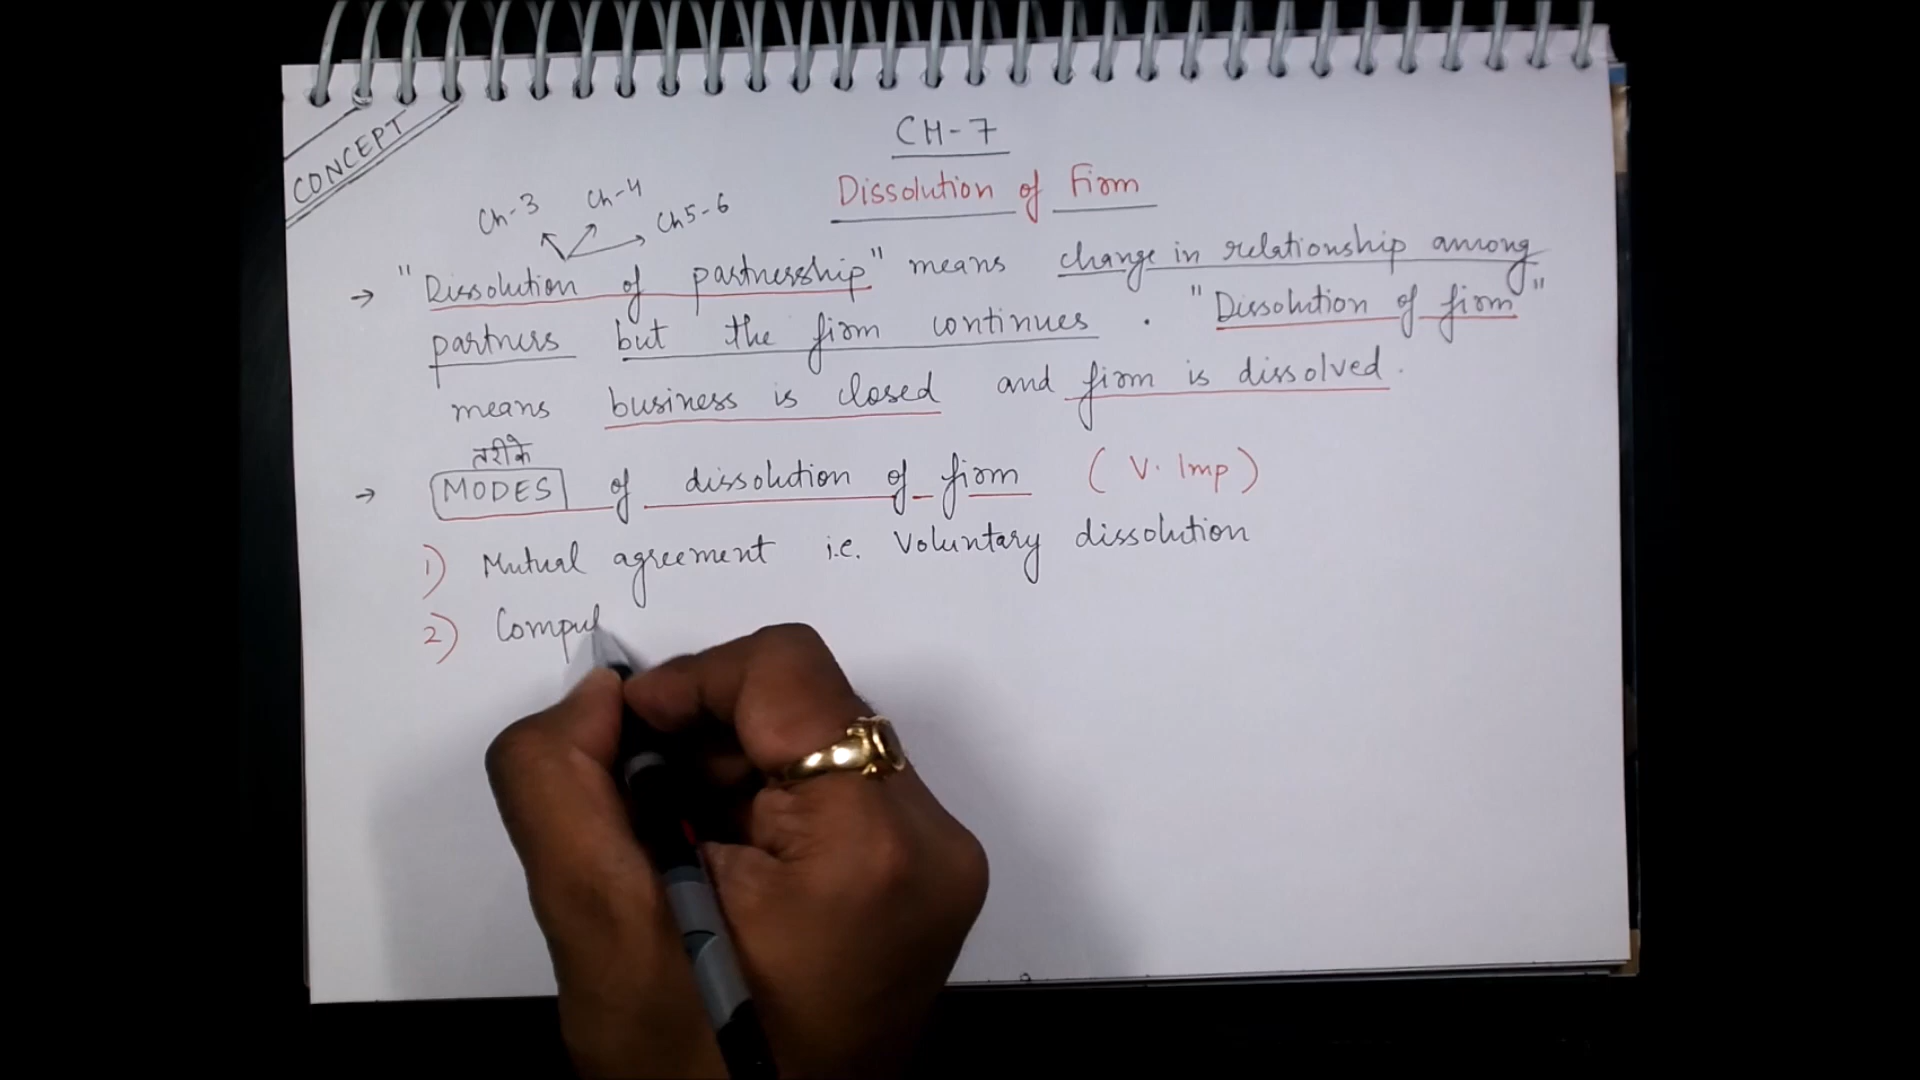 CONCEPT
CH-7
Dissolution of Firm
Ch-3 Ch-4 Ch5-6
→ "Dissolution of partnership" means change in relationship among
partners but the firm continues . "Dissolution of firm"
means business is closed and firm is dissolved.
तरीके
→ MODES of dissolution of firm (V. Imp)
1) Mutual agreement i.e. Voluntary dissolution
2) Compul